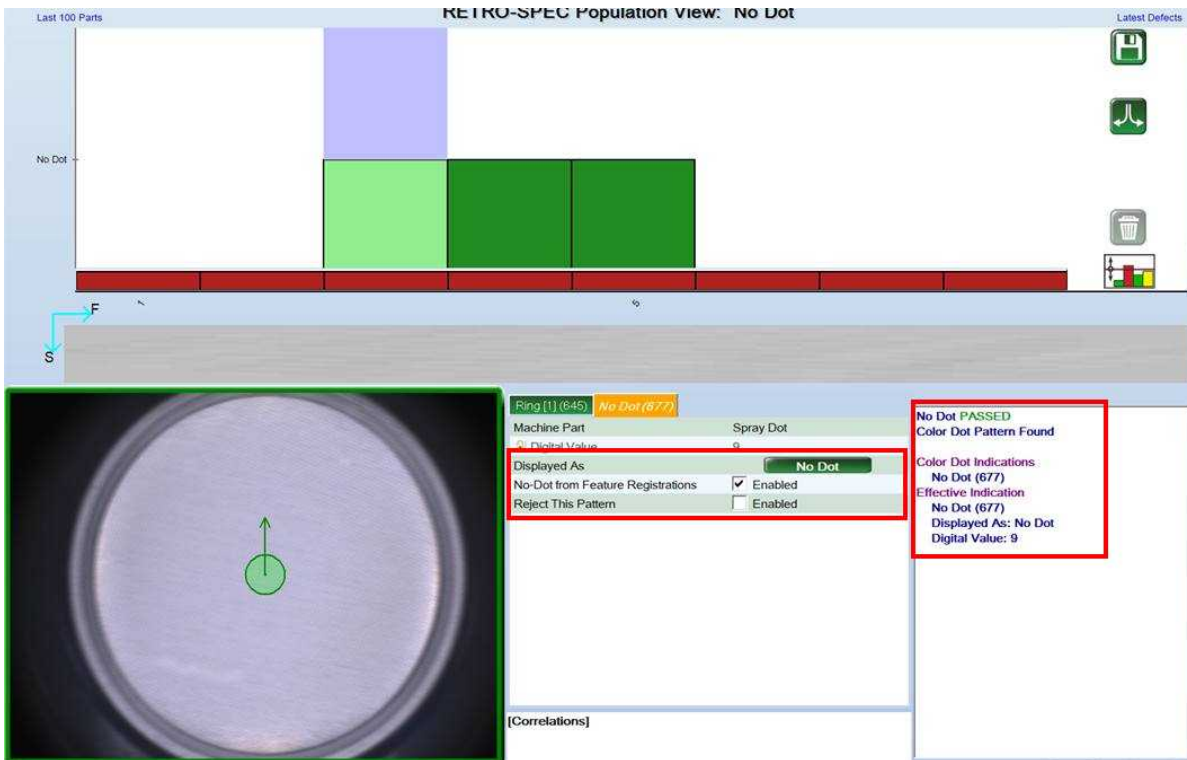 RETRO-SPEC Population View: No Dot
Last 100 Parts
Latest Defects
No Dot
F
S
Ring [1] (645) No Dot (677)
Machine Part Spray Dot
Digital Value 9
Displayed As No Dot
No-Dot from Feature Registrations Enabled
Reject This Pattern Enabled
[Correlations]
No Dot PASSED
Color Dot Pattern Found
Color Dot Indications
No Dot (677)
Effective Indication
No Dot (677)
Displayed As: No Dot
Digital Value: 9